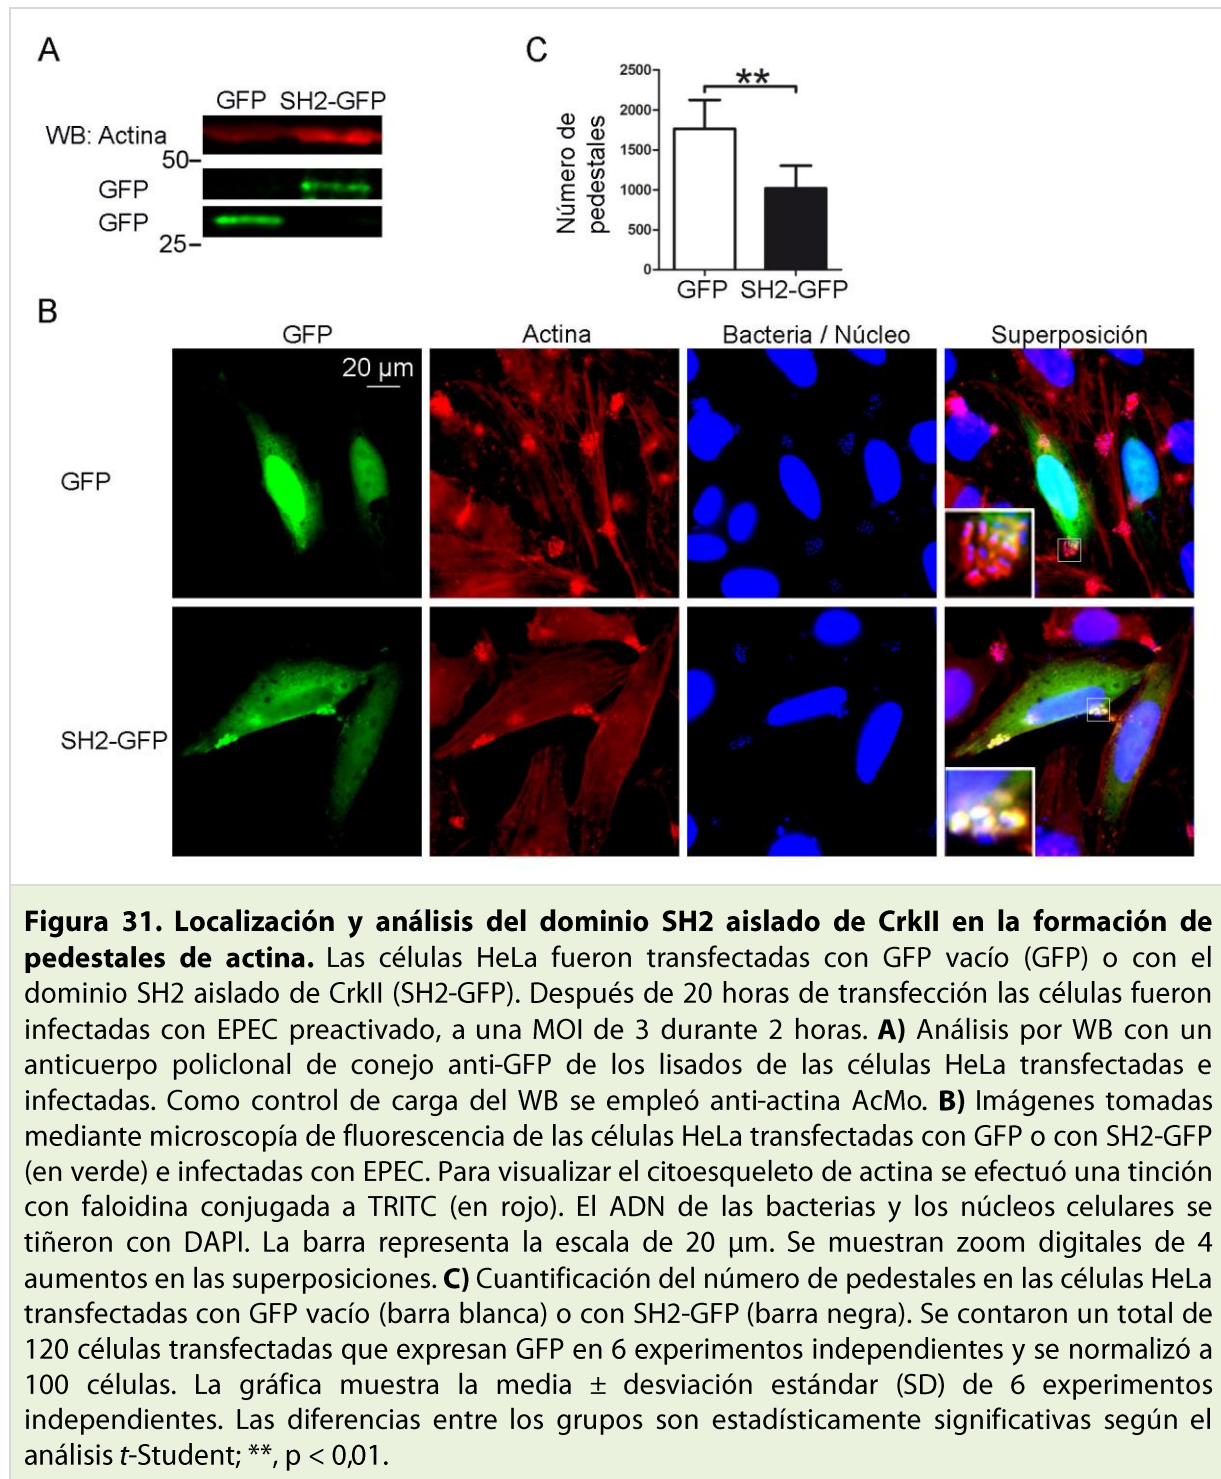 A
GFP SH2-GFP
WB: Actina
50
GFP
GFP
25
C
**
2500
2000
1500
1000
500
0
Número de
pedestales
GFP SH2-GFP
B
GFP Actina Bacteria / Núcleo Superposición
20 µm
GFP
SH2-GFP
Figura 31. Localización y análisis del dominio SH2 aislado de CrkII en la formación de
pedestales de actina. Las células HeLa fueron transfectadas con GFP vacío (GFP) o con el
dominio SH2 aislado de CrkII (SH2-GFP). Después de 20 horas de transfección las células fueron
infectadas con EPEC preactivado, a una MOI de 3 durante 2 horas. A) Análisis por WB con un
anticuerpo policlonal de conejo anti-GFP de los lisados de las células HeLa transfectadas e
infectadas. Como control de carga del WB se empleó anti-actina AcMo. B) Imágenes tomadas
mediante microscopía de fluorescencia de las células HeLa transfectadas con GFP o con SH2-GFP
(en verde) e infectadas con EPEC. Para visualizar el citoesqueleto de actina se efectuó una tinción
con faloidina conjugada a TRITC (en rojo). El ADN de las bacterias y los núcleos celulares se
tiñeron con DAPI. La barra representa la escala de 20 µm. Se muestran zoom digitales de 4
aumentos en las superposiciones. C) Cuantificación del número de pedestales en las células HeLa
transfectadas con GFP vacío (barra blanca) o con SH2-GFP (barra negra). Se contaron un total de
120 células transfectadas que expresan GFP en 6 experimentos independientes y se normalizó a
100 células. La gráfica muestra la media ± desviación estándar (SD) de 6 experimentos
independientes. Las diferencias entre los grupos son estadísticamente significativas según el
análisis t-Student; **, p < 0,01.